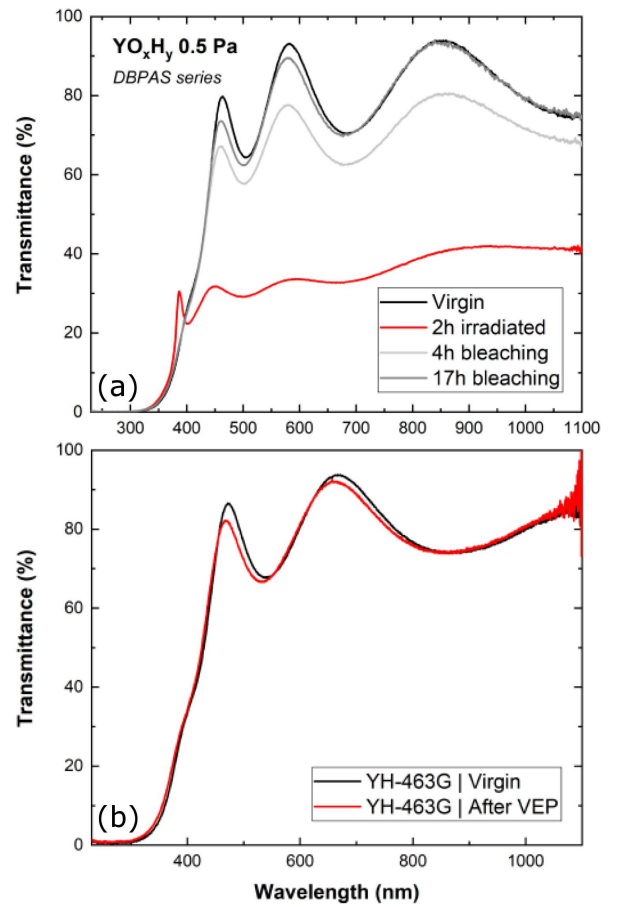 100
YOₓHᵧ 0.5 Pa
DBPAS series
80
60
40
20
0
Transmittance (%)
Virgin
2h irradiated
4h bleaching
17h bleaching
(a)
300 400 500 600 700 800 900 1000 1100
100
80
60
40
20
0
Transmittance (%)
YH-463G | Virgin
YH-463G | After VEP
(b)
400 600 800 1000
Wavelength (nm)